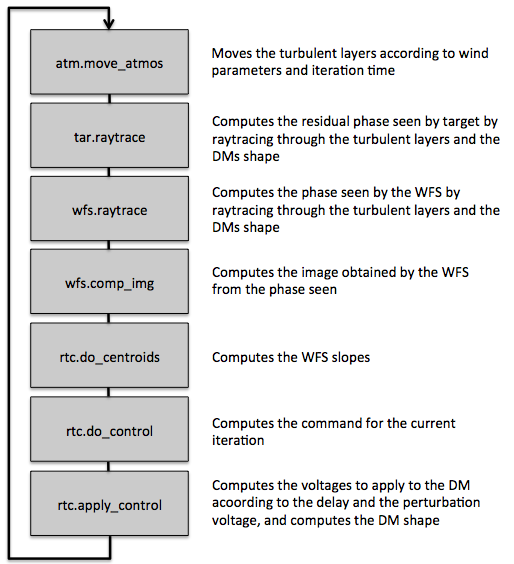 atm.move_atmos
Moves the turbulent layers according to wind
parameters and iteration time
tar.raytrace
Computes the residual phase seen by target by
raytracing through the turbulent layers and the
DMs shape
wfs.raytrace
Computes the phase seen by the WFS by
raytracing through the turbulent layers and the
DMs shape
wfs.comp_img
Computes the image obtained by the WFS
from the phase seen
rtc.do_centroids
Computes the WFS slopes
rtc.do_control
Computes the command for the current
iteration
rtc.apply_control
Computes the voltages to apply to the DM
acoording to the delay and the perturbation
voltage, and computes the DM shape